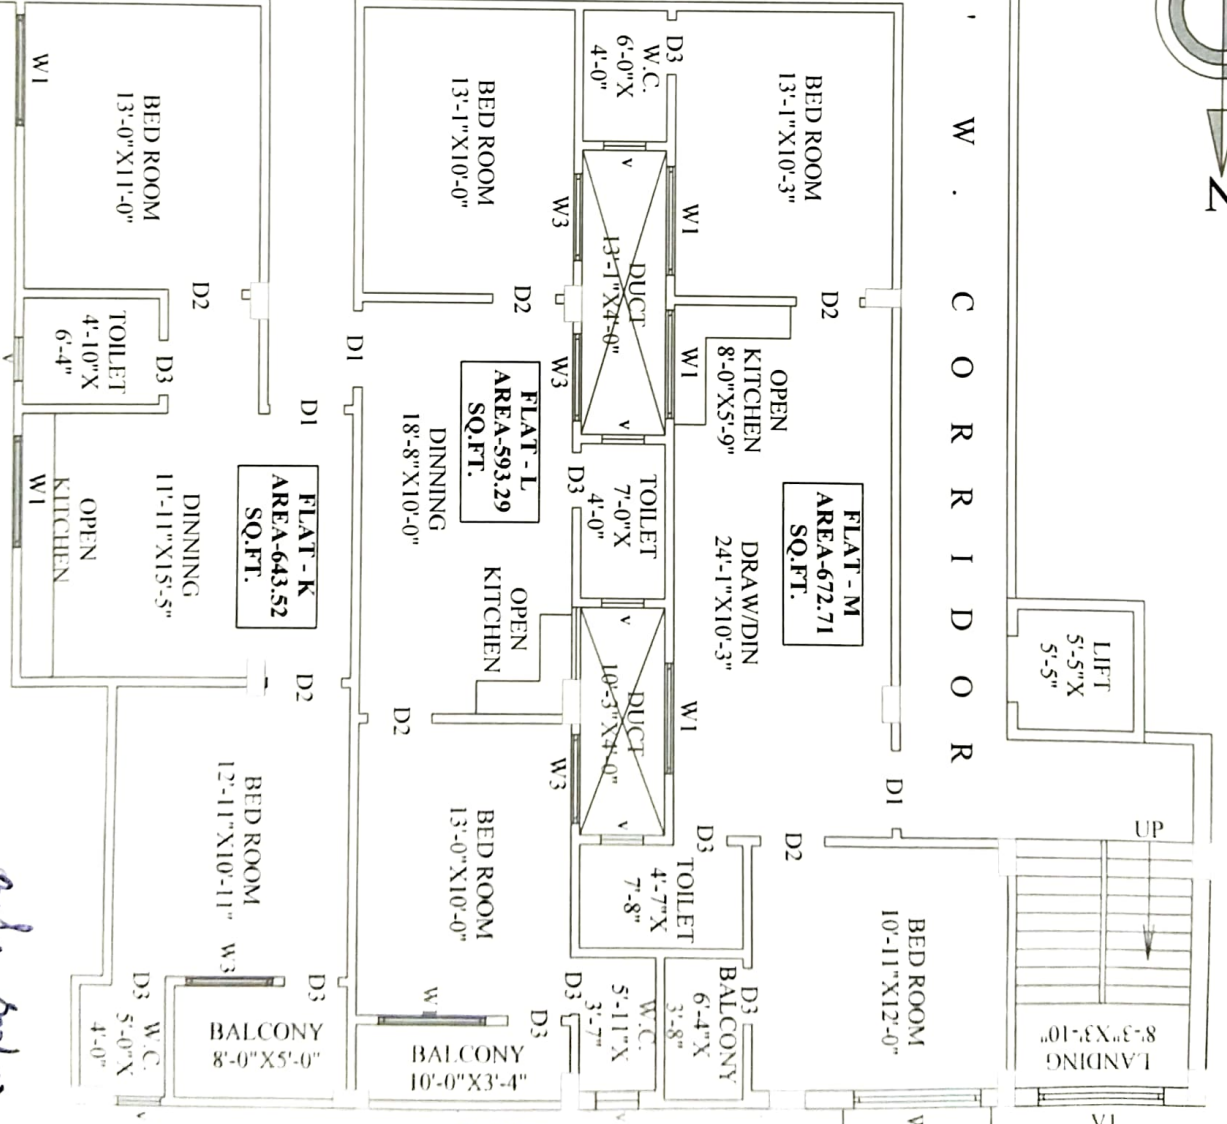 W1
BED ROOM
13'-0"X11'-0"
D2
TOILET
4'-10"X
6'-4"
D3
V
D1
W1
OPEN
KITCHEN
DINNING
11'-11"X15'-5"
FLAT - K
AREA-643.52
SQ.FT.
D2
BED ROOM
12'-11"X10'-11"
W3
D3
D3
W.C.
5'-0"X
4'-0"
V
BALCONY
8'-0"X5'-0"
BED ROOM
13'-1"X10'-0"
D2
D1
W3
W3
FLAT - L
AREA-593.29
SQ.FT.
DINNING
18'-8"X10'-0"
OPEN
KITCHEN
D3
D2
W3
BED ROOM
13'-0"X10'-0"
W
D3
D3
BALCONY
10'-0"X3'-4"
W.C.
5'-11"X
3'-7"
V
W.C.
6'-0"X
4'-0"
D3
V
DUCT
13'-1"X4'-0"
V
W1
W1
TOILET
7'-0"X
4'-0"
V
DUCT
10'-3"X4'-0"
V
W1
BED ROOM
13'-1"X10'-3"
D2
OPEN
KITCHEN
8'-0"X5'-9"
FLAT - M
AREA-672.71
SQ.FT.
DRAW/DIN
24'-1"X10'-3"
D1
D2
D3
TOILET
4'-7"X
7'-8"
D3
BALCONY
6'-4"X
3'-8"
BED ROOM
10'-11"X12'-0"
' W. CORRIDOR
LIFT
5'-5"X
5'-5"
UP
LANDING
8'-3"X3'-10"
N